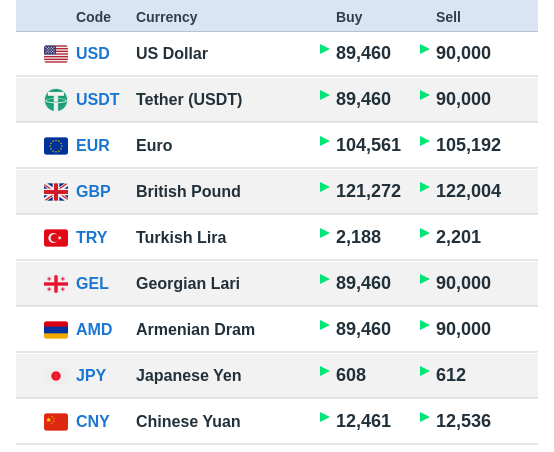 Code Currency Buy Sell
USD US Dollar 89,460 90,000
USDT Tether (USDT) 89,460 90,000
EUR Euro 104,561 105,192
GBP British Pound 121,272 122,004
TRY Turkish Lira 2,188 2,201
GEL Georgian Lari 89,460 90,000
AMD Armenian Dram 89,460 90,000
JPY Japanese Yen 608 612
CNY Chinese Yuan 12,461 12,536